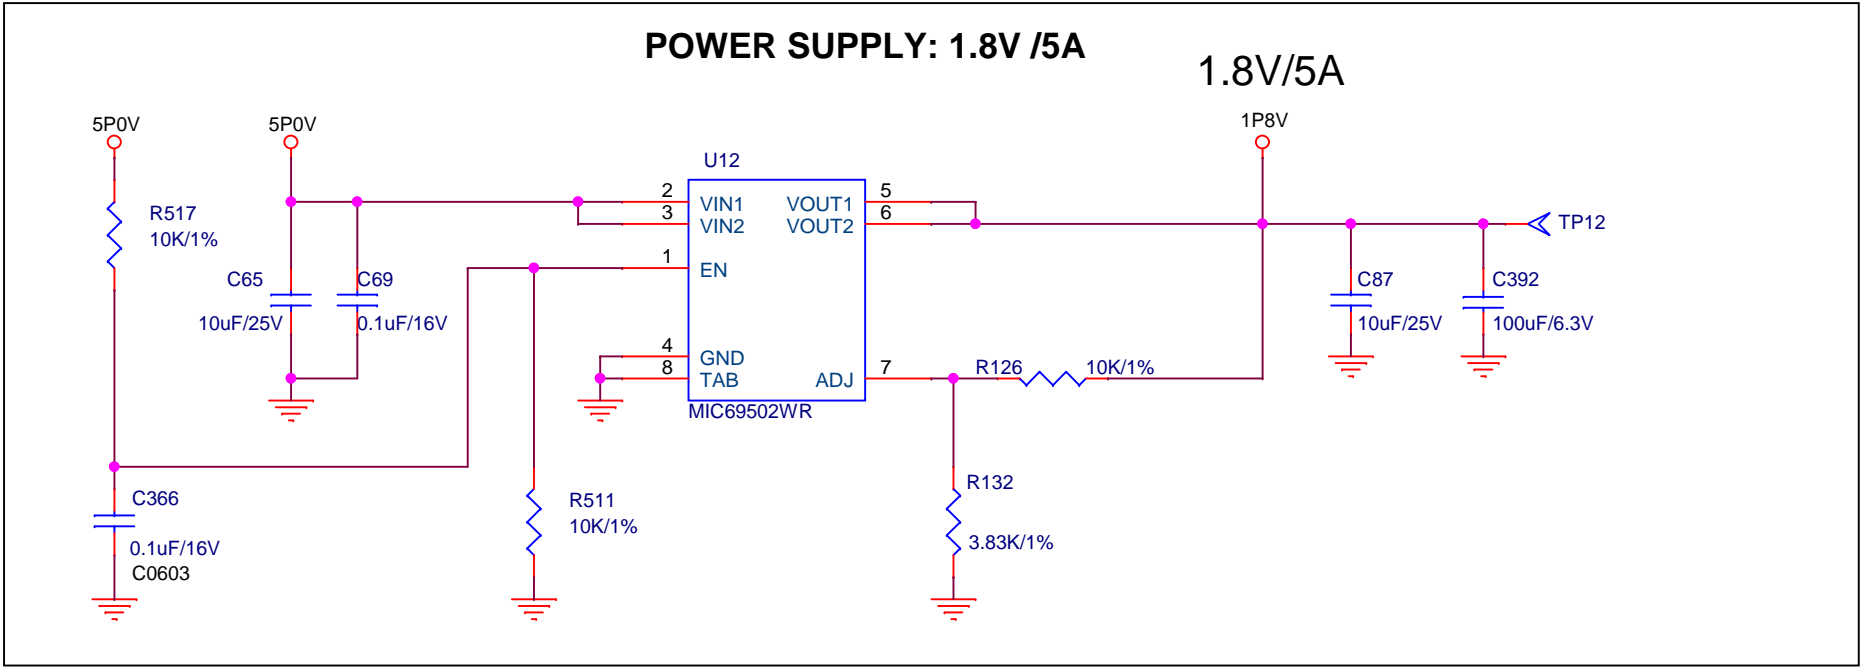 POWER SUPPLY: 1.8V /5A
1.8V/5A
5P0V
5P0V
1P8V
U12
2
VIN1
3
VIN2
1
EN
4
GND
8
TAB
5
VOUT1
6
VOUT2
7
ADJ
MIC69502WR
R517
10K/1%
C65
10uF/25V
C69
0.1uF/16V
R126
10K/1%
C87
10uF/25V
C392
100uF/6.3V
TP12
C366
0.1uF/16V
C0603
R511
10K/1%
R132
3.83K/1%